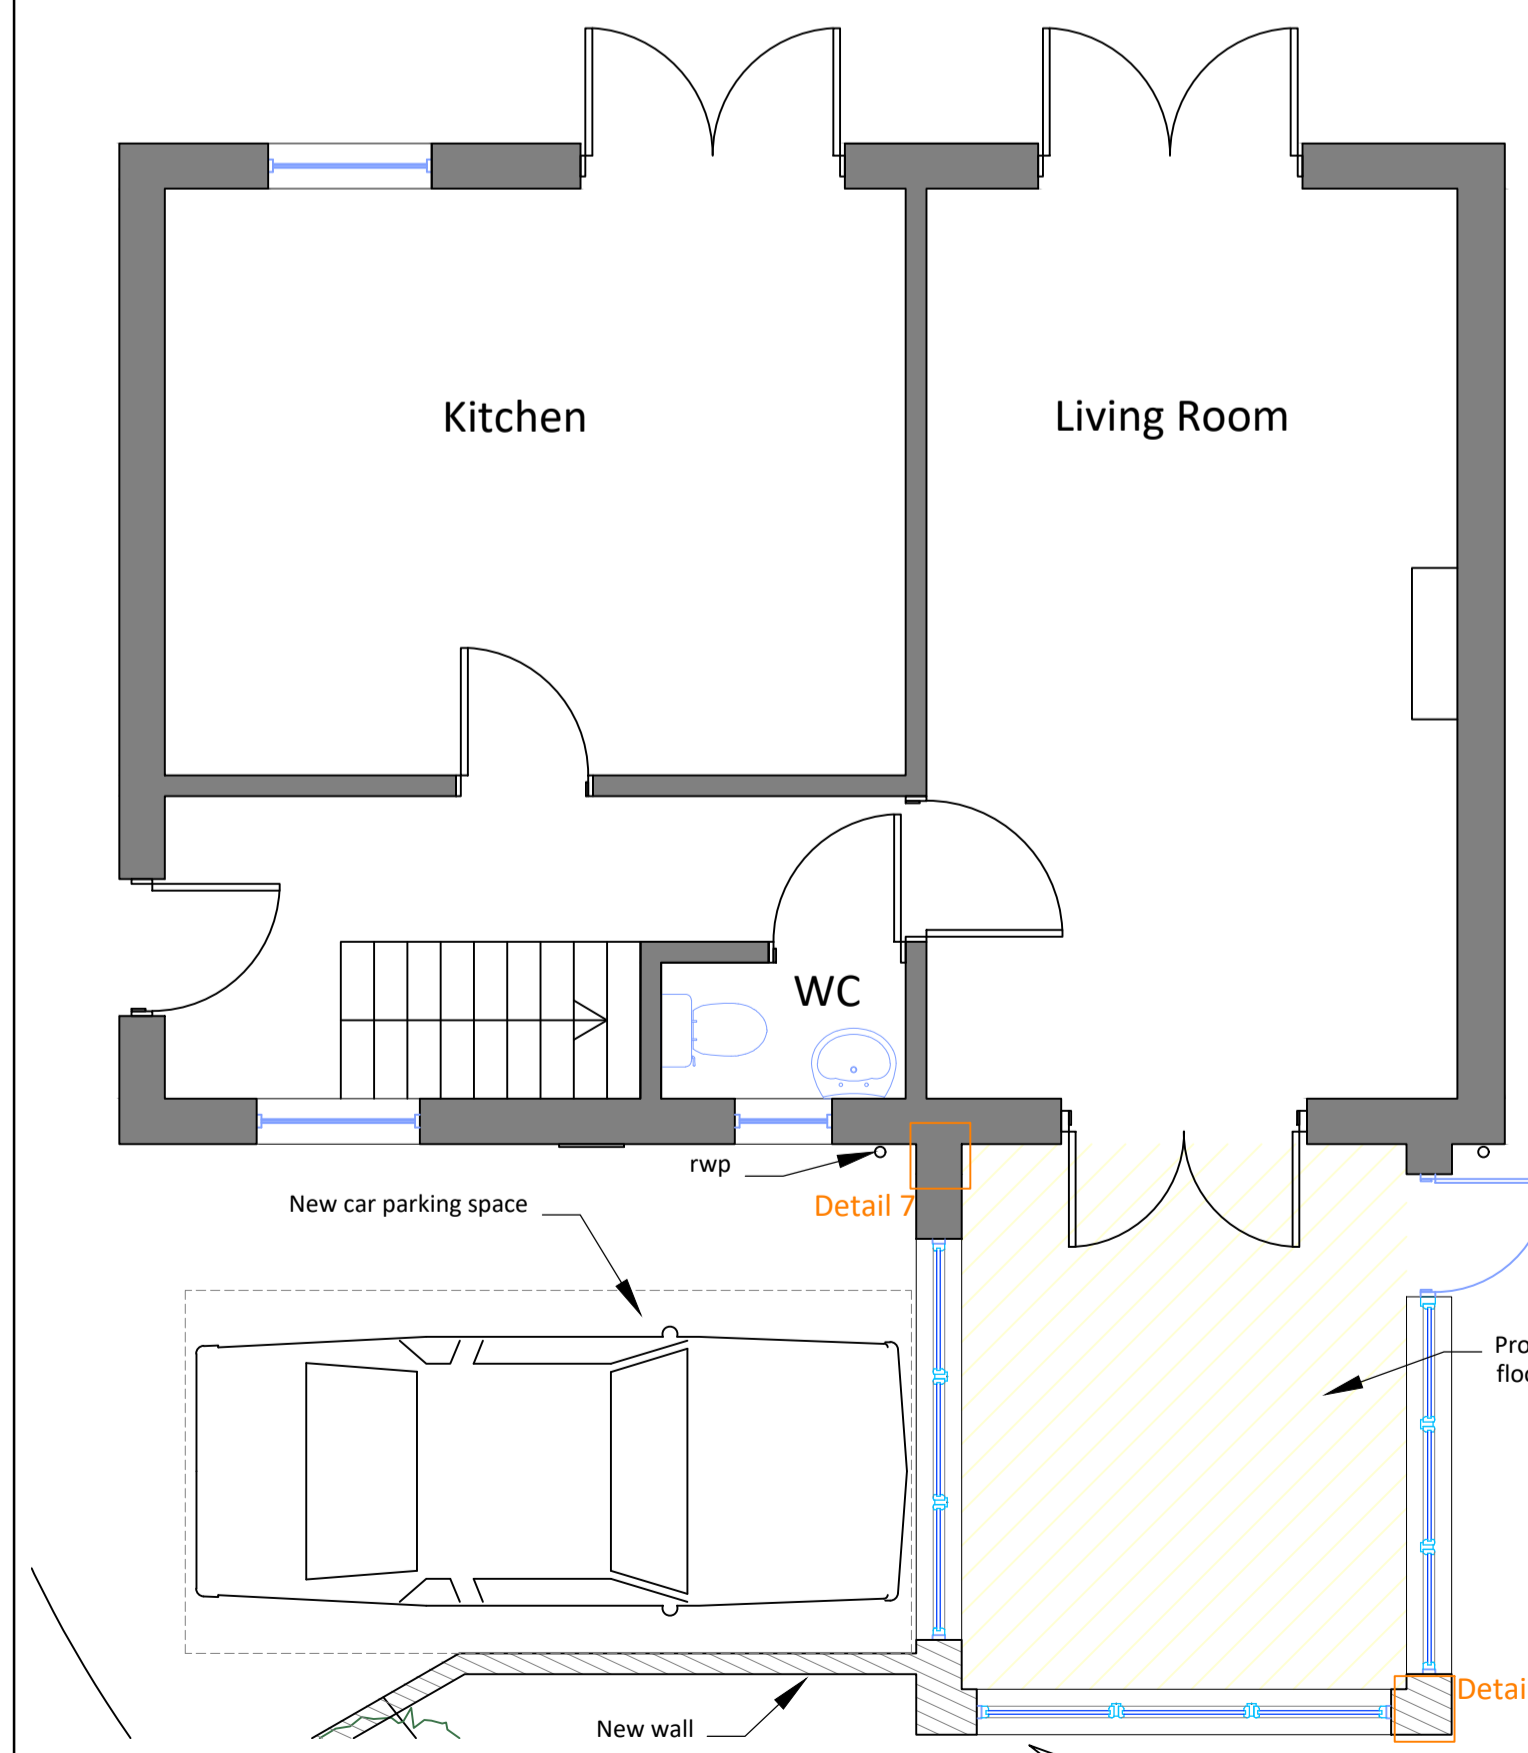 Kitchen
Living Room
WC
rwp
New car parking space
Detail 7
New wall